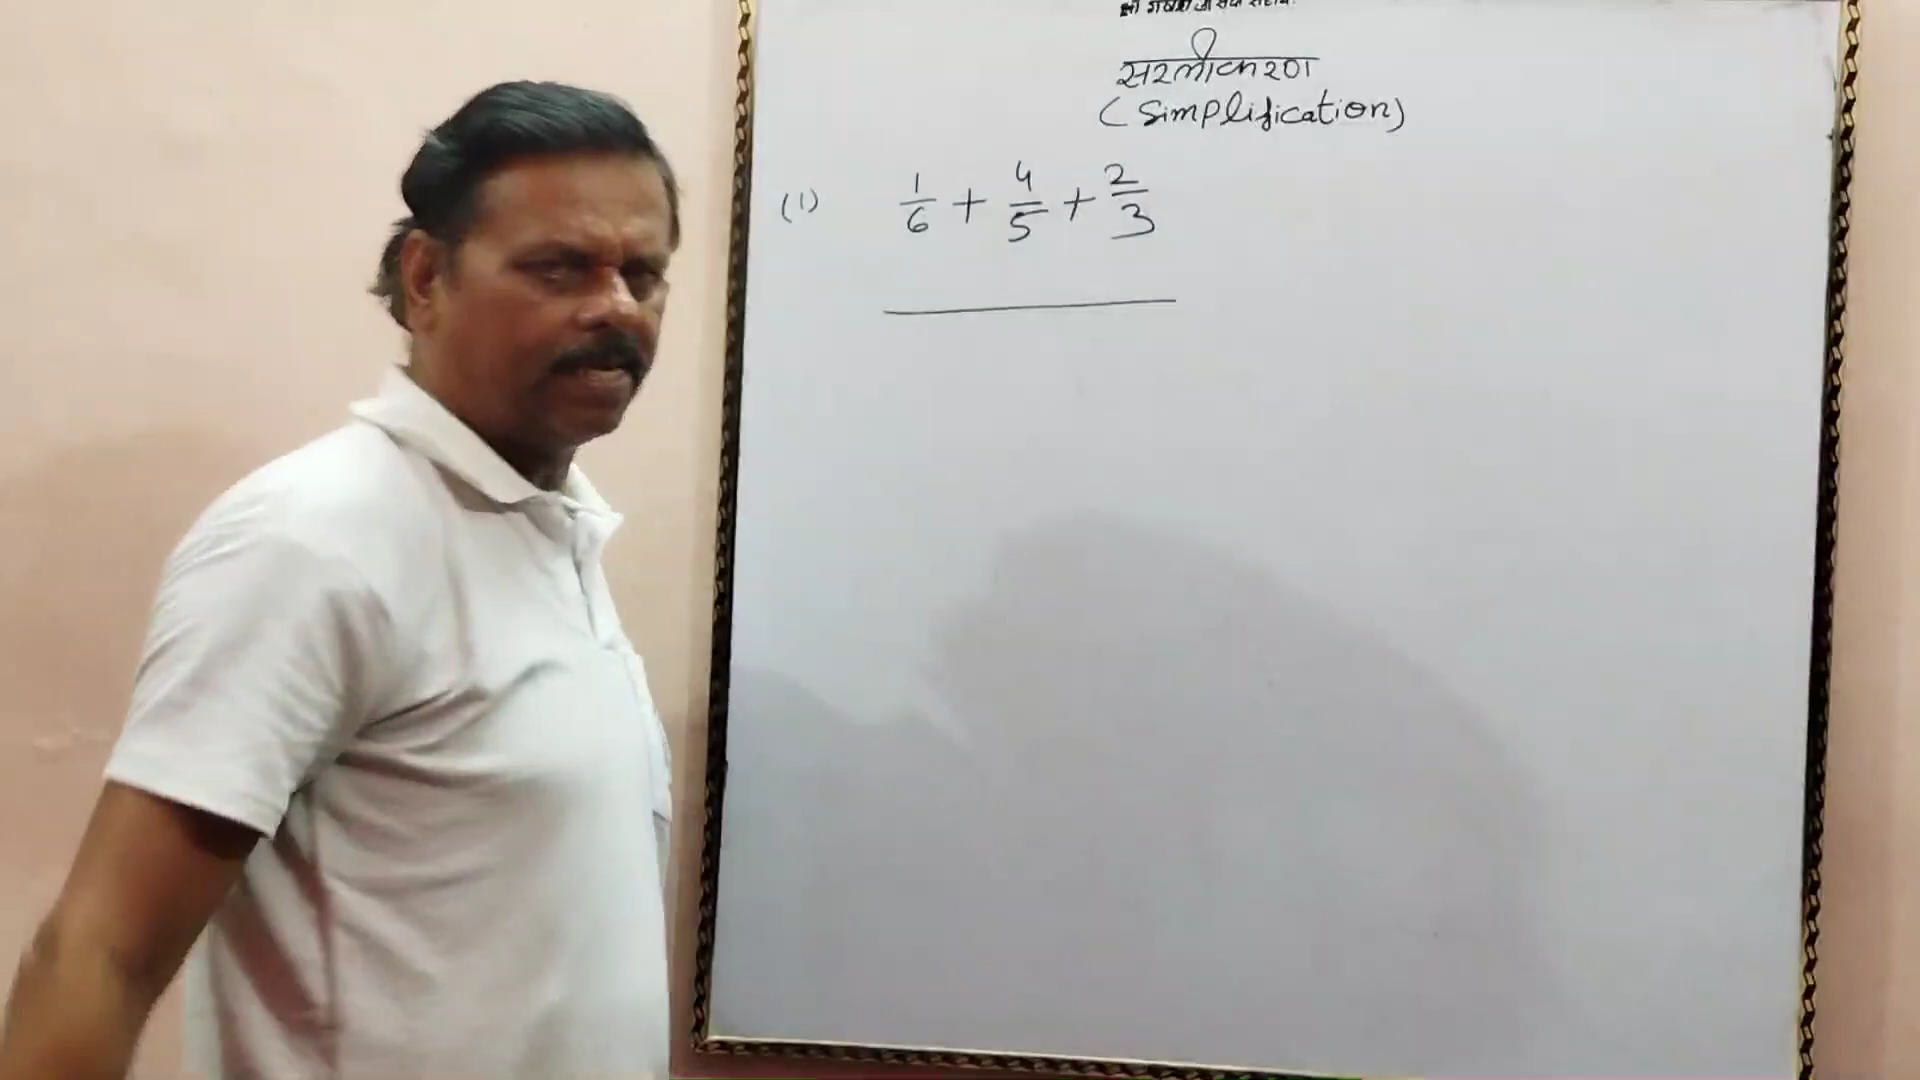 सरलीकरण
(Simplification)
(1) 1/6 + 4/5 + 2/3